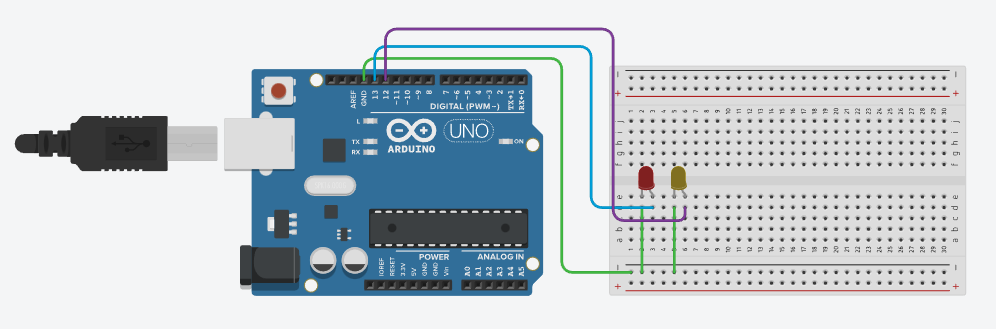 AREF
GND
13
12
~11
~10
~9
8
7
~6
~5
4
~3
2
TX→1
RX←0
DIGITAL (PWM~)
L
TX
RX
UNO
ARDUINO
ON
POWER
ANALOG IN
IOREF
RESET
3.3V
5V
GND
GND
Vin
A0
A1
A2
A3
A4
A5
- -
+ +
1 2 3 4 5 6 7 8 9 10 11 12 13 14 15 16 17 18 19 20 21 22 23 24 25 26 27 28 29 30
j j
i i
h h
g g
f f
e e
d
c c
b b
a a
1 2 3 4 5 6 7 8 9 10 11 12 13 14 15 16 17 18 19 20 21 22 23 24 25 26 27 28 29 30
- -
+ +